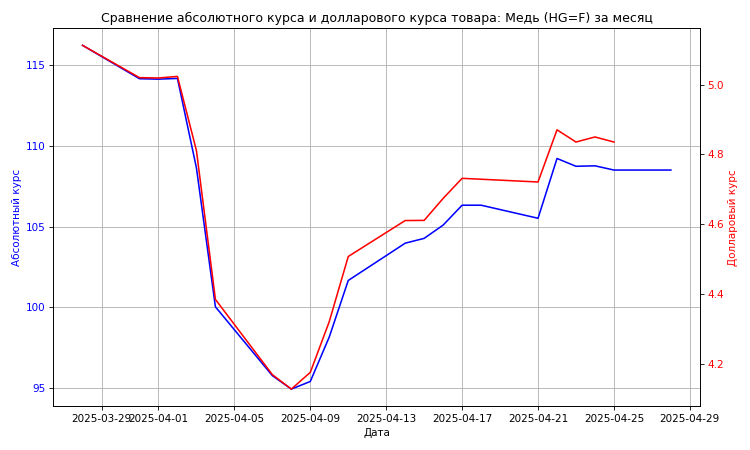 Сравнение абсолютного курса и долларового курса товара: Медь (HG=F) за месяц
Абсолютный курс
115
110
105
100
95
5.0
4.8
4.6
4.4
4.2
Долларовый курс
2025-03-29 2025-04-01 2025-04-05 2025-04-09 2025-04-13 2025-04-17 2025-04-21 2025-04-25 2025-04-29
Дата